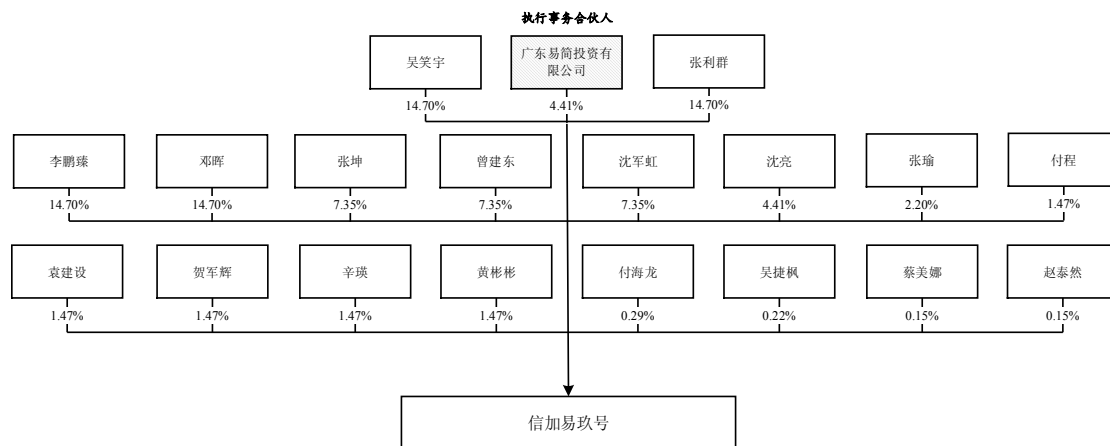 执行事务合伙人
吴笑宇
广东易简投资有
限公司
张利群
14.70%
4.41%
14.70%
李鹏臻
邓晖
张坤
曾建东
沈军虹
沈亮
张瑜
付程
14.70%
14.70%
7.35%
7.35%
7.35%
4.41%
2.20%
1.47%
袁建设
贺军辉
辛瑛
黄彬彬
付海龙
吴捷枫
蔡美娜
赵泰然
1.47%
1.47%
1.47%
1.47%
0.29%
0.22%
0.15%
0.15%
信加易玖号